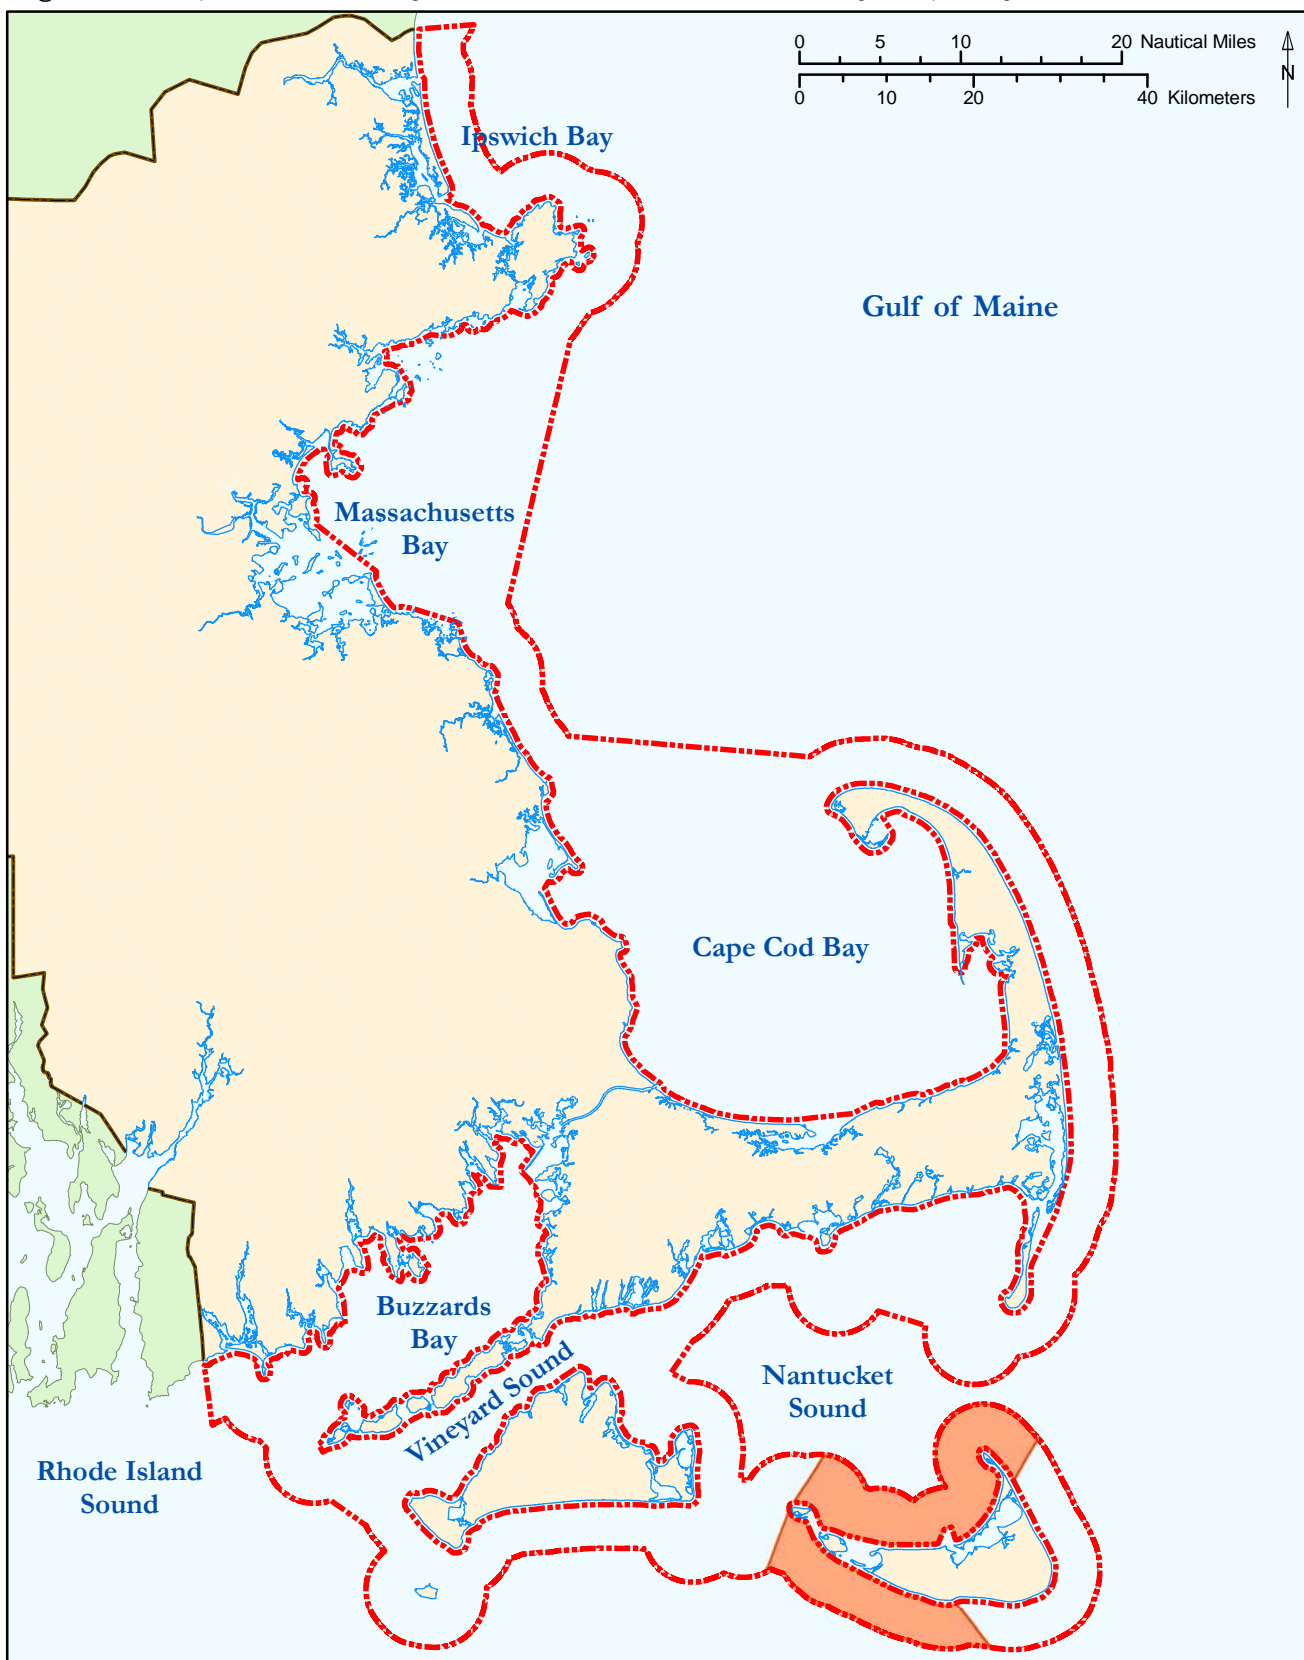 0 5 10 20 Nautical Miles
N
0 10 20 40 Kilometers
Ipswich Bay
Gulf of Maine
Massachusetts
Bay
Cape Cod Bay
Buzzards
Bay
Vineyard Sound
Nantucket
Sound
Rhode Island
Sound